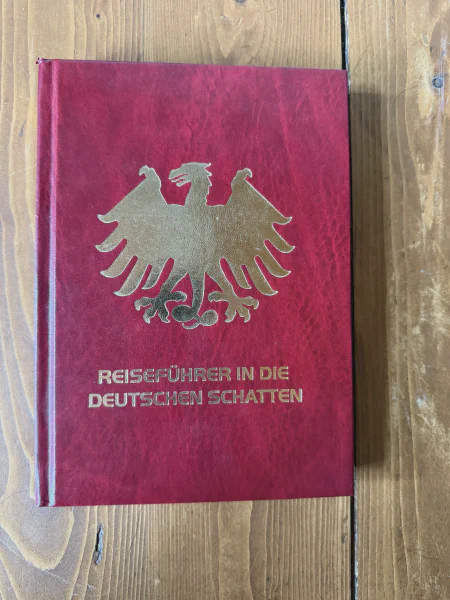 REISEFÜHRER IN DIE
DEUTSCHEN SCHATTEN